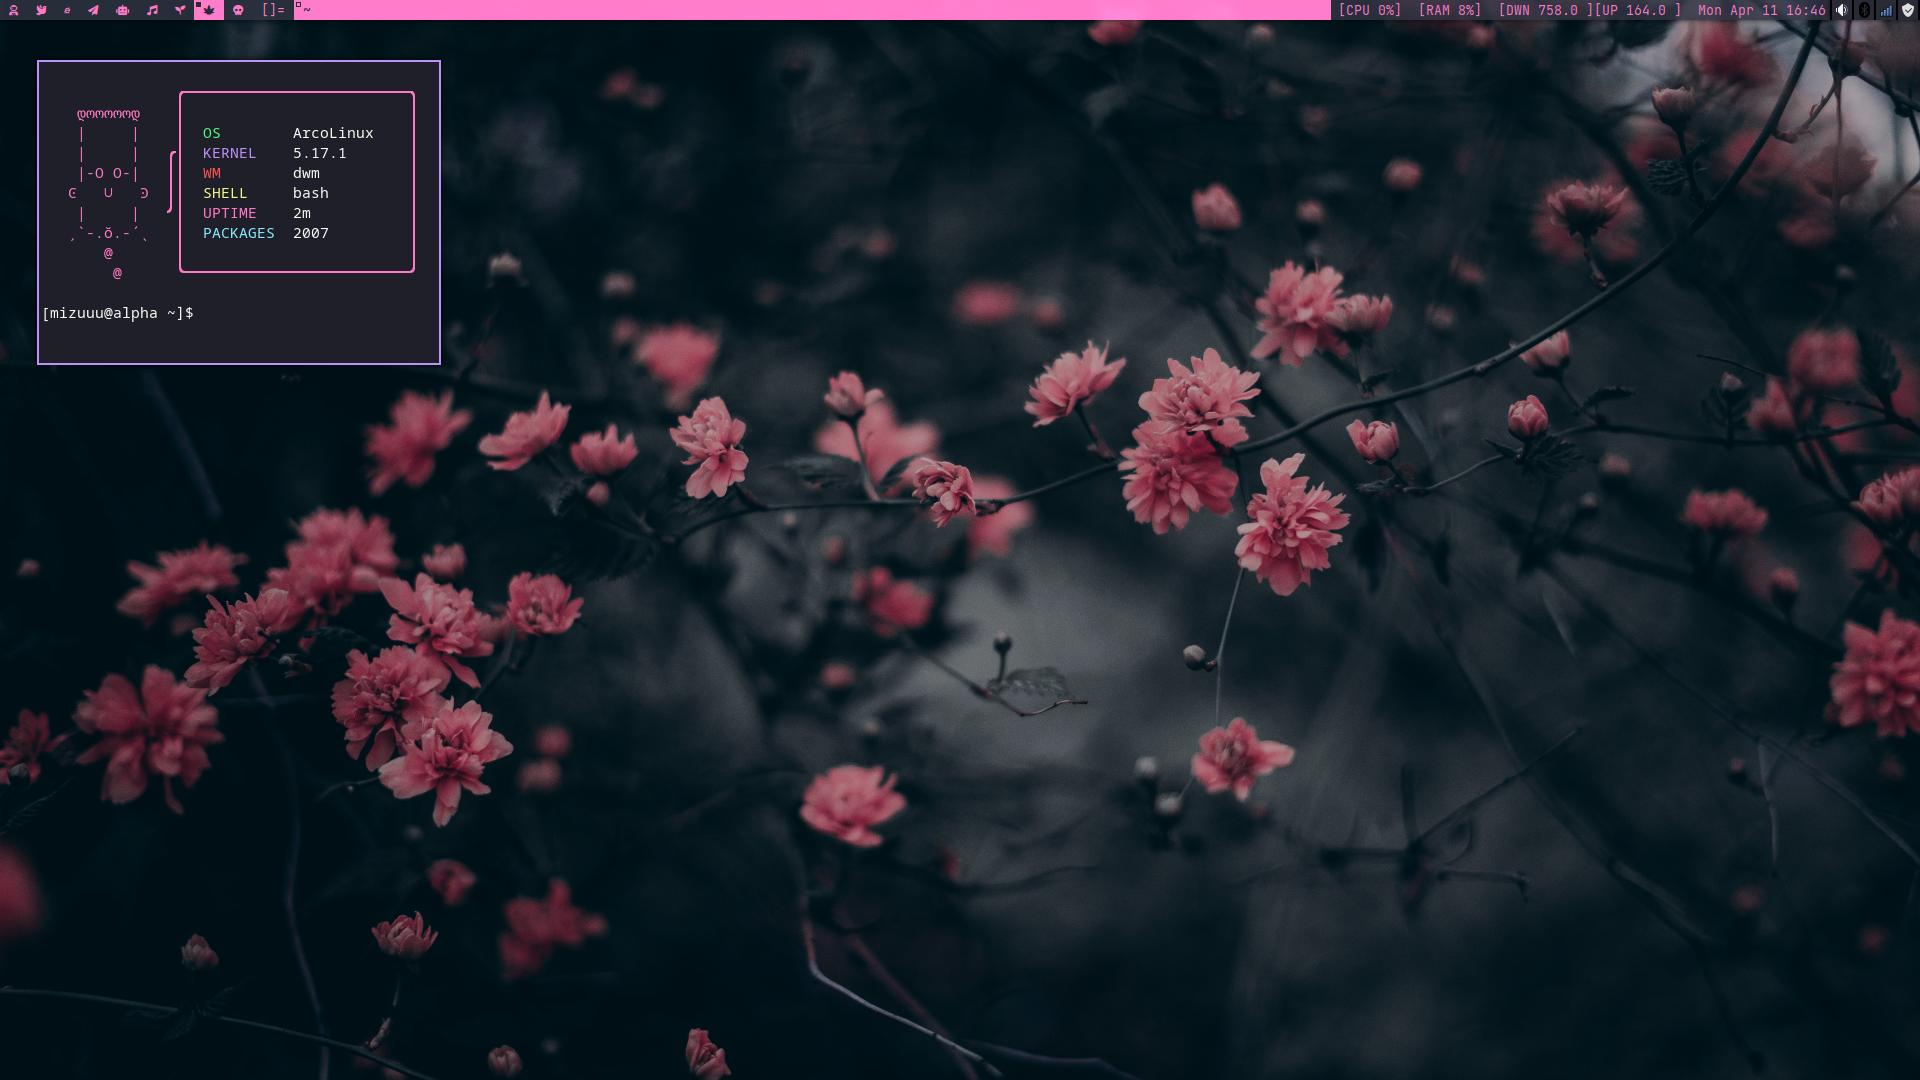 []= ~ [CPU 0%] [RAM 8%] [DWN 758.0 ][UP 164.0 ] Mon Apr 11 16:46
OS ArcoLinux
KERNEL 5.17.1
WM dwm
SHELL bash
UPTIME 2m
PACKAGES 2007
[mizuuu@alpha ~]$